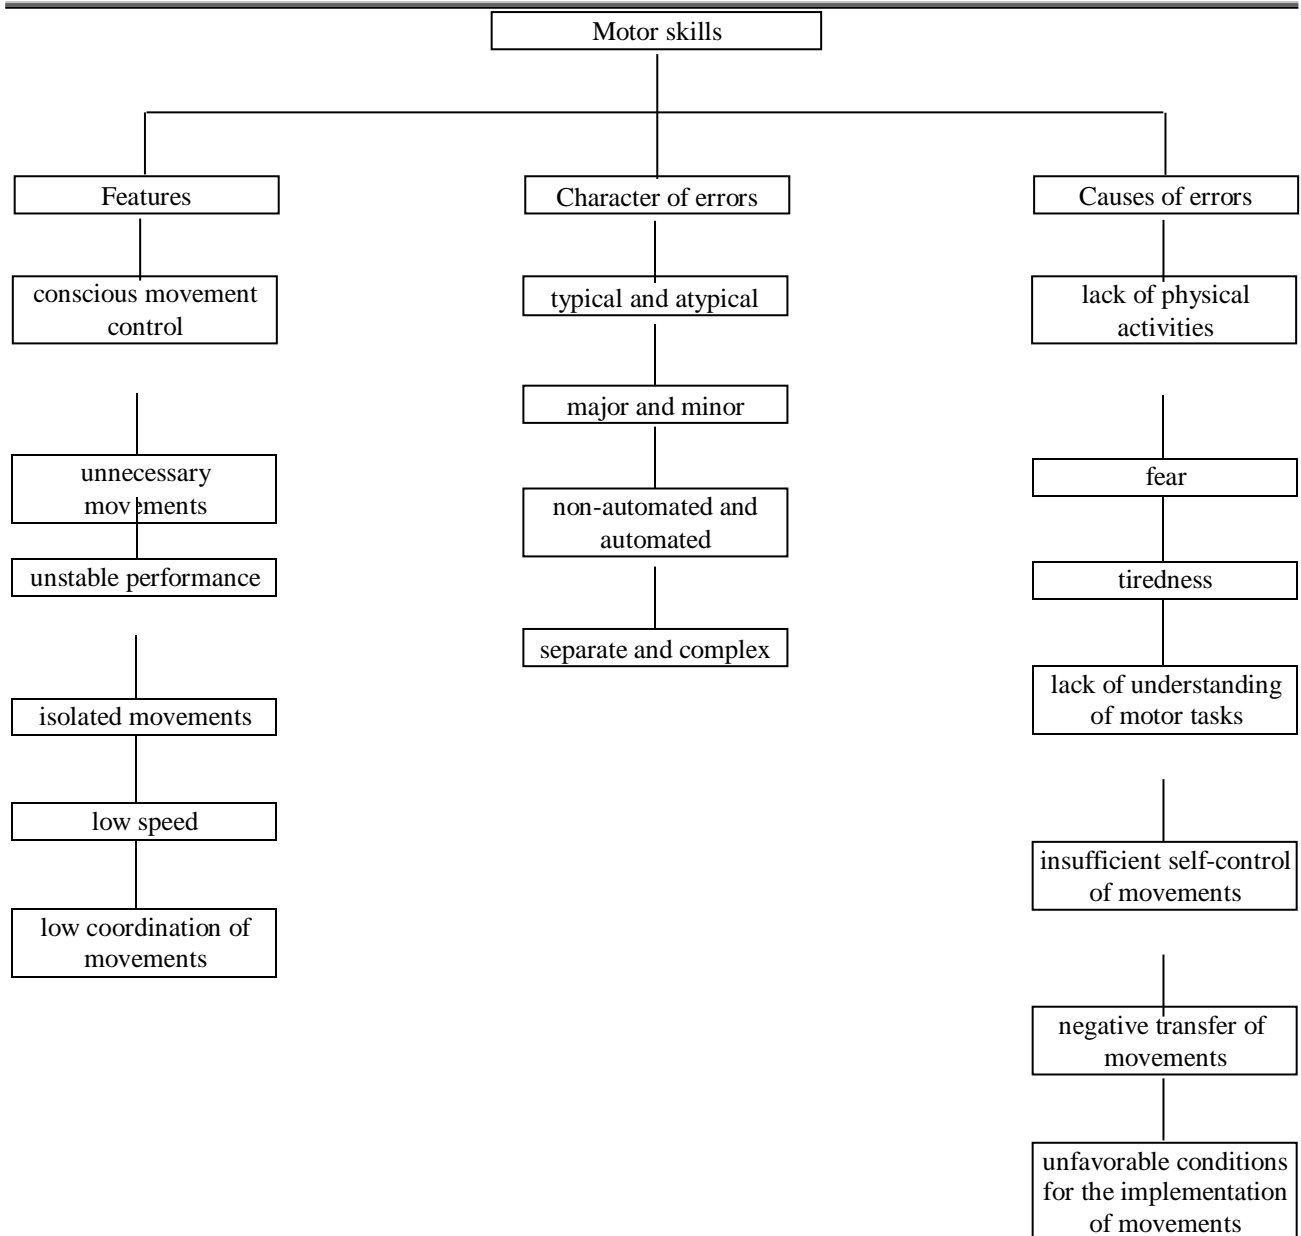 Motor skills
Features
Character of errors
Causes of errors
conscious movement
control
unnecessary
movements
unstable performance
isolated movements
low speed
low coordination of
movements
typical and atypical
major and minor
non-automated and
automated
separate and complex
lack of physical
activities
fear
tiredness
lack of understanding
of motor tasks
insufficient self-control
of movements
negative transfer of
movements
unfavorable conditions
for the implementation
of movements